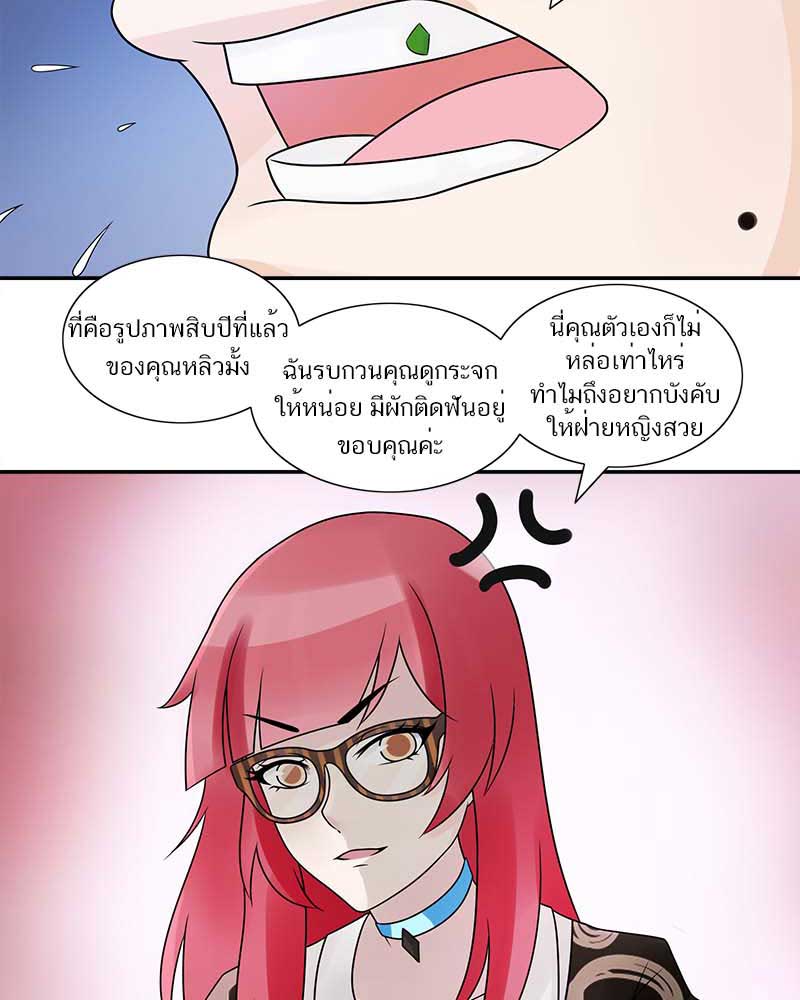 ที่คือรูปภาพสิบปีที่แล้ว
ของคุณหลิวมั้ง
ฉันรบกวนคุณดูกระจก
ให้หน่อย มีผักติดฟันอยู่
ขอบคุณค่ะ
นี่คุณตัวเองก็ไม่
หล่อเท่าไหร่
ทำไมถึงอยากบังคับ
ให้ฝ่ายหญิงสวย